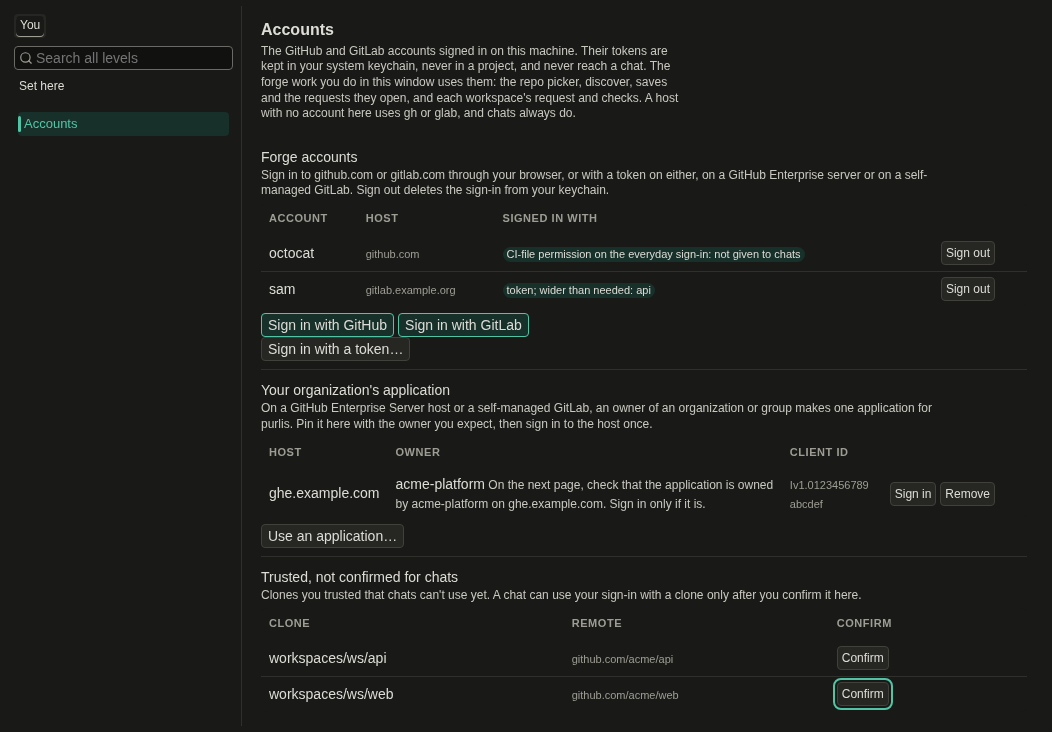 You
Search all levels
Set here
Accounts
Accounts
The GitHub and GitLab accounts signed in on this machine. Their tokens are
kept in your system keychain, never in a project, and never reach a chat. The
forge work you do in this window uses them: the repo picker, discover, saves
and the requests they open, and each workspace's request and checks. A host
with no account here uses gh or glab, and chats always do.
Forge accounts
Sign in to github.com or gitlab.com through your browser, or with a token on either, on a GitHub Enterprise server or on a self-
managed GitLab. Sign out deletes the sign-in from your keychain.
ACCOUNT HOST SIGNED IN WITH
octocat github.com CI-file permission on the everyday sign-in: not given to chats Sign out
sam gitlab.example.org token; wider than needed: api Sign out
Sign in with GitHub Sign in with GitLab
Sign in with a token…
Your organization's application
On a GitHub Enterprise Server host or a self-managed GitLab, an owner of an organization or group makes one application for
purlis. Pin it here with the owner you expect, then sign in to the host once.
HOST OWNER CLIENT ID
ghe.example.com acme-platform On the next page, check that the application is owned Iv1.0123456789 Sign in Remove
by acme-platform on ghe.example.com. Sign in only if it is. abcdef
Use an application…
Trusted, not confirmed for chats
Clones you trusted that chats can't use yet. A chat can use your sign-in with a clone only after you confirm it here.
CLONE REMOTE CONFIRM
workspaces/ws/api github.com/acme/api Confirm
workspaces/ws/web github.com/acme/web Confirm